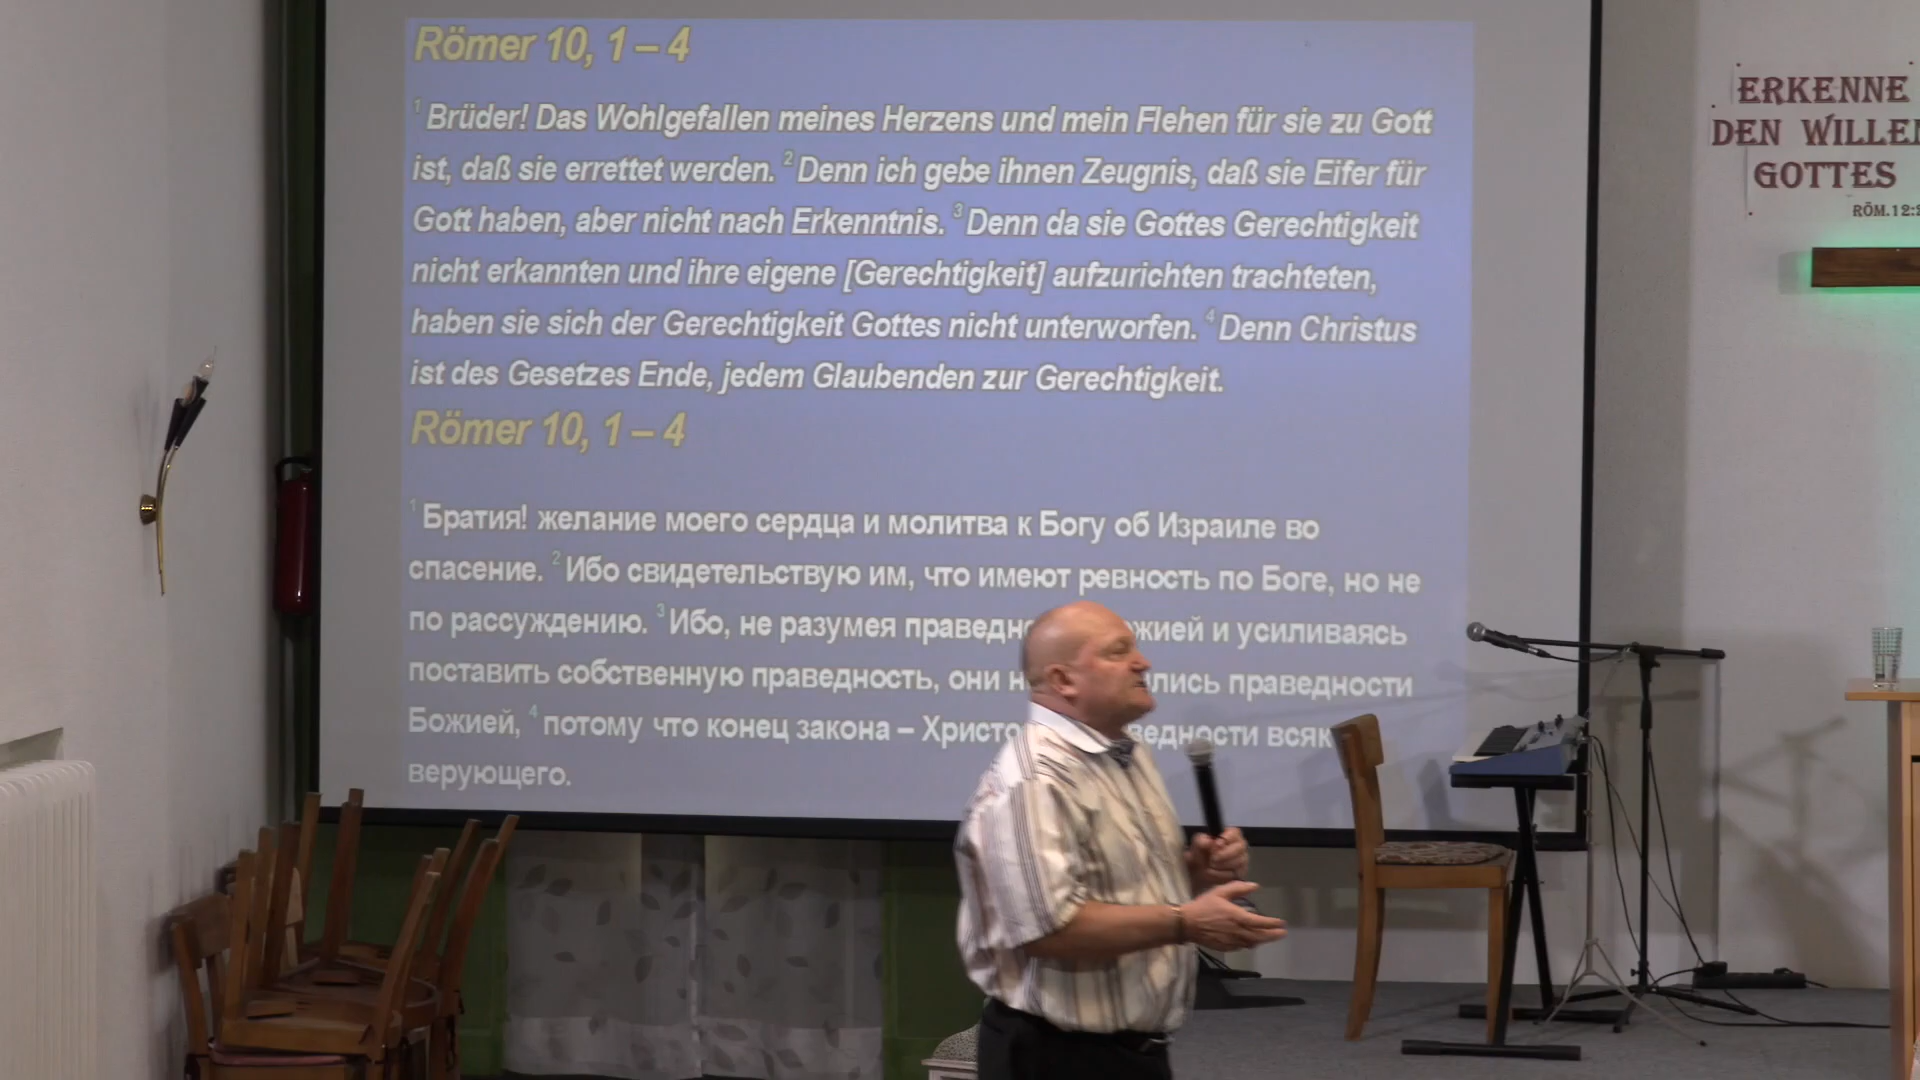 Römer 10, 1 – 4
1 Brüder! Das Wohlgefallen meines Herzens und mein Flehen für sie zu Gott
ist, daß sie errettet werden. 2 Denn ich gebe ihnen Zeugnis, daß sie Eifer für
Gott haben, aber nicht nach Erkenntnis. 3 Denn da sie Gottes Gerechtigkeit
nicht erkannten und ihre eigene [Gerechtigkeit] aufzurichten trachteten,
haben sie sich der Gerechtigkeit Gottes nicht unterworfen. 4 Denn Christus
ist des Gesetzes Ende, jedem Glaubenden zur Gerechtigkeit.
Römer 10, 1 – 4
1 Братия! желание моего сердца и молитва к Богу об Израиле во
спасение. 2 Ибо свидетельствую им, что имеют ревность по Боге, но не
по рассуждению. 3 Ибо, не разумея и усиливаясь
поставить собственную праведность, они праведности
Божией, 4 потому что конец закона –
верующего.
ERKENNE
DEN WILLEN
GOTTES
RÖM.12: